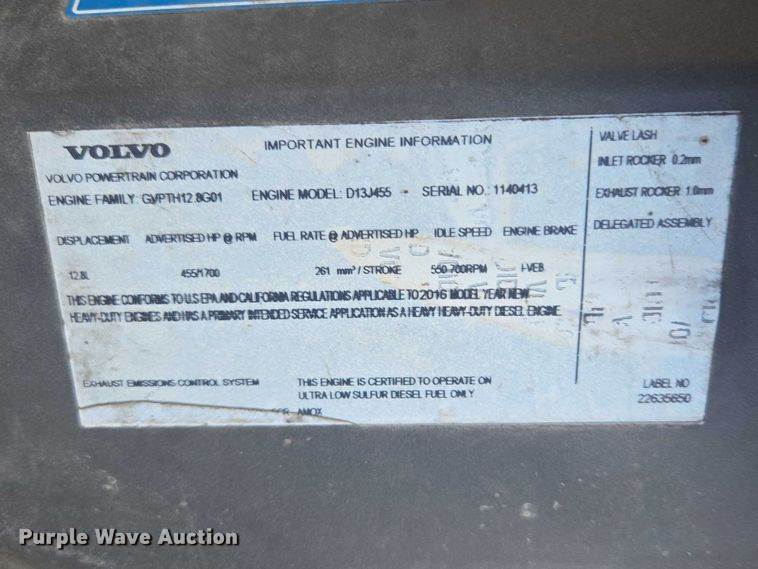 VOLVO
IMPORTANT ENGINE INFORMATION
VOLVO POWERTRAIN CORPORATION
ENGINE FAMILY: GVPTH12.8G01 ENGINE MODEL: D13J455 SERIAL NO.: 1140413
DISPLACEMENT ADVERTISED HP @ RPM FUEL RATE @ ADVERTISED HP IDLE SPEED ENGINE BRAKE
12.8L 455/1700 261 mm³/STROKE 550-700RPM I-VEB
THIS ENGINE CONFORMS TO U.S EPA AND CALIFORNIA REGULATIONS APPLICABLE TO 2016 MODEL YEAR NEW
HEAVY-DUTY ENGINES AND HAS A PRIMARY INTENDED SERVICE APPLICATION AS A HEAVY HEAVY-DUTY DIESEL ENGINE.
EXHAUST EMISSIONS CONTROL SYSTEM
THIS ENGINE IS CERTIFIED TO OPERATE ON
ULTRA LOW SULFUR DIESEL FUEL ONLY
AMOX
VALVE LASH
INLET ROCKER 0.2mm
EXHAUST ROCKER 1.0mm
DELEGATED ASSEMBLY
LABEL NO
22635650
Purple Wave Auction